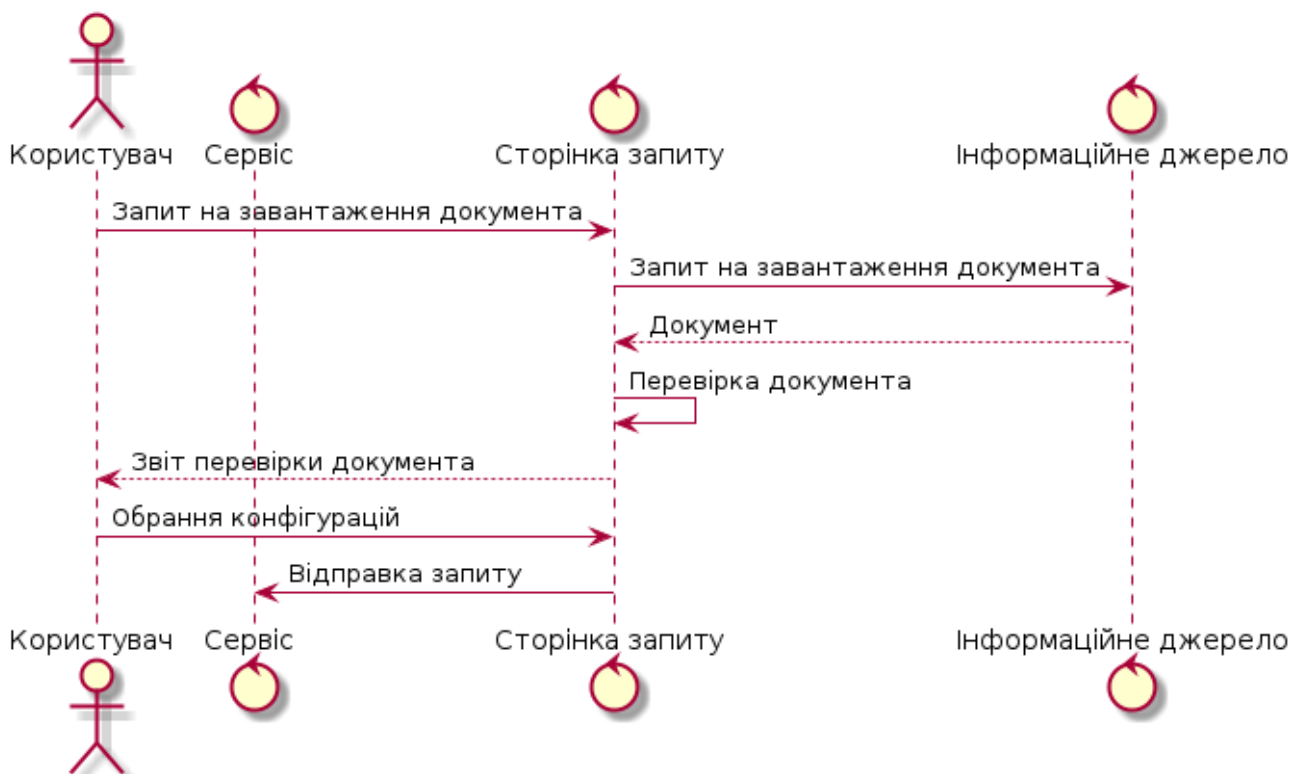 Користувач Сервіс Сторінка запиту Інформаційне джерело
Запит на завантаження документа
Запит на завантаження документа
Документ
Перевірка документа
Звіт перевірки документа
Обрання конфігурацій
Відправка запиту
Користувач Сервіс Сторінка запиту Інформаційне джерело